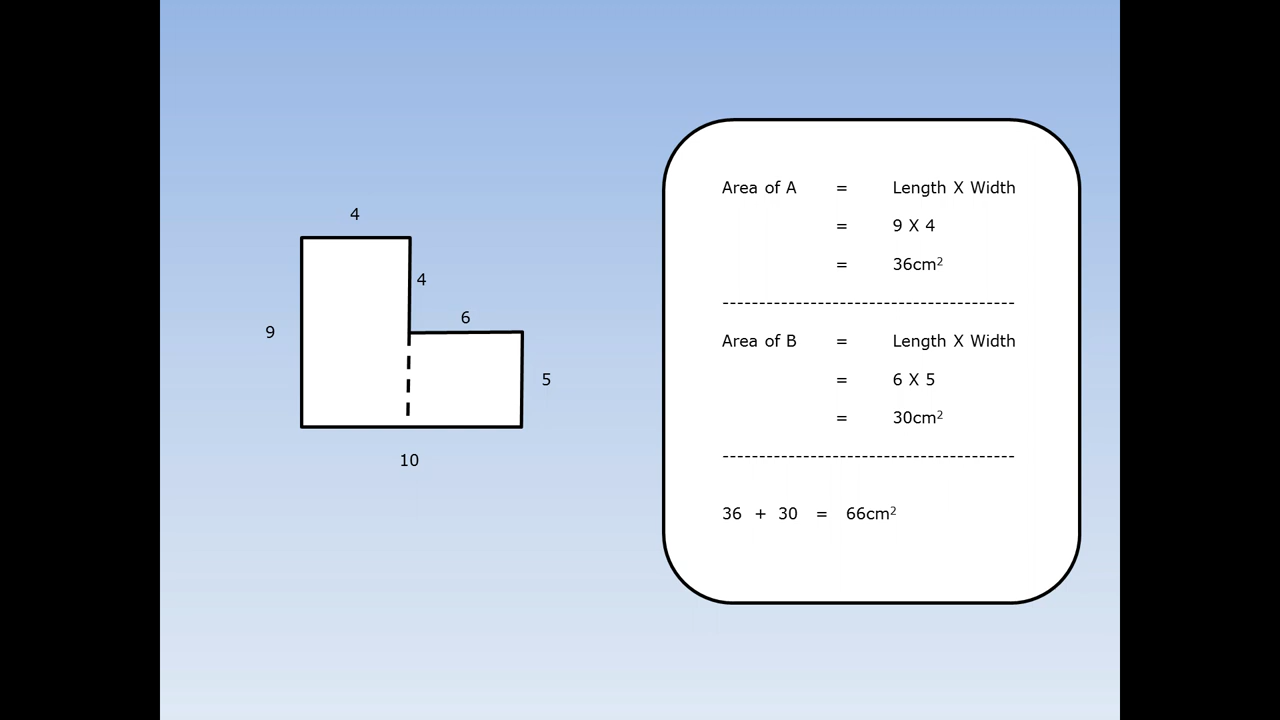 4
4
6
9
5
10
Area of A = Length X Width
= 9 X 4
= 36cm²
----------------------------------------
Area of B = Length X Width
= 6 X 5
= 30cm²
----------------------------------------
36 + 30 = 66cm²